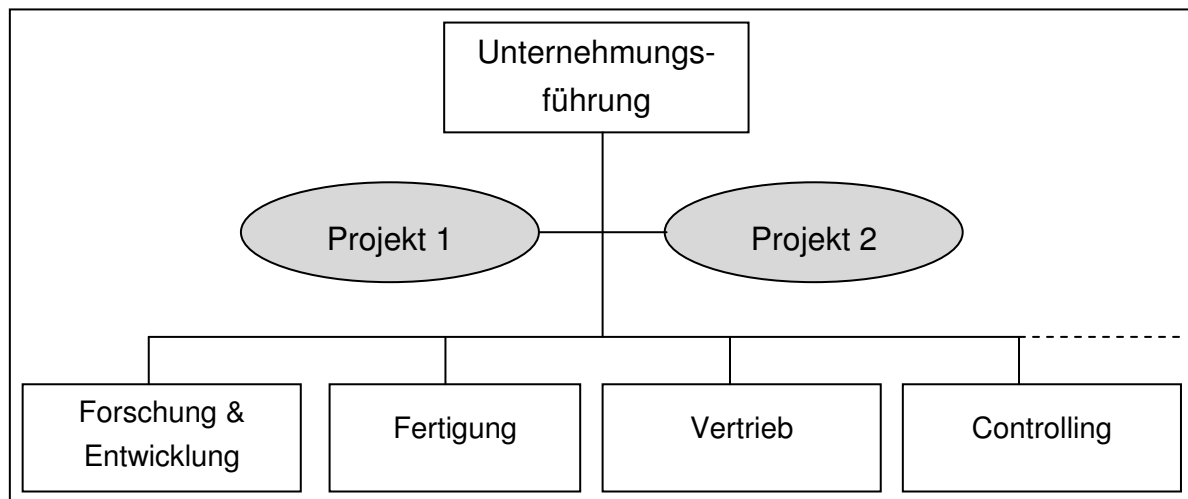 Unternehmungs-
führung
Projekt 1
Projekt 2
Forschung &
Entwicklung
Fertigung
Vertrieb
Controlling